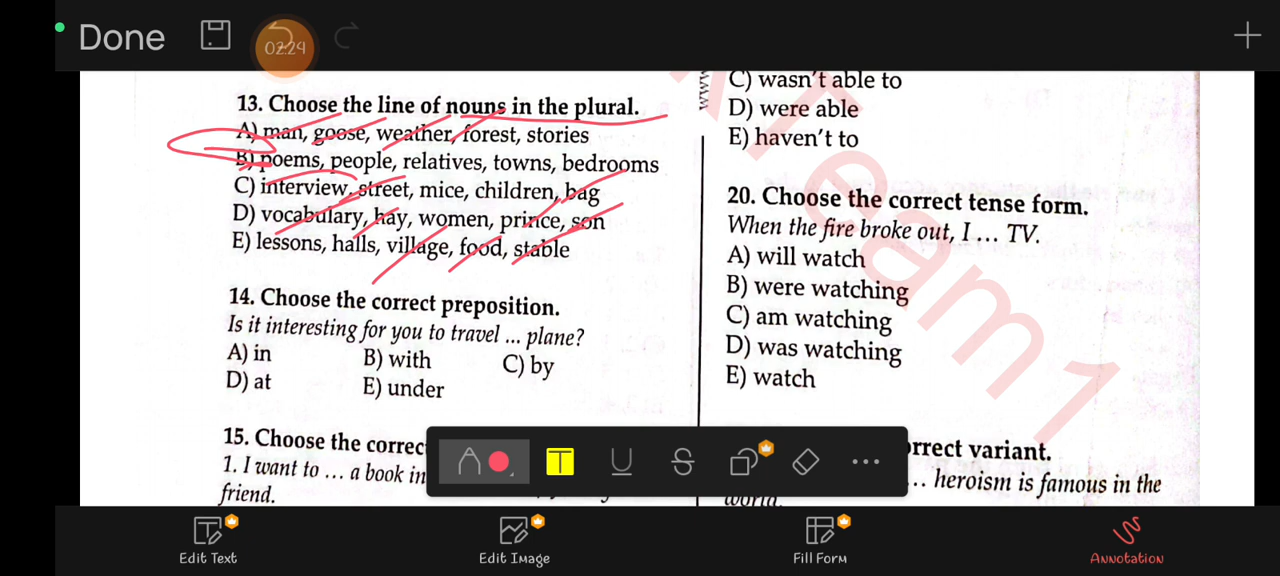 Done
02:24
13. Choose the line of nouns in the plural.
A) man, goose, weather, forest, stories
B) poems, people, relatives, towns, bedrooms
C) interview, street, mice, children, bag
D) vocabulary, hay, women, prince, son
E) lessons, halls, village, food, stable
14. Choose the correct preposition.
Is it interesting for you to travel ... plane?
A) in B) with C) by
D) at E) under
15. Choose the correc
1. I want to ... a book in
friend.
www
C) wasn't able to
D) were able
E) haven't to
20. Choose the correct tense form.
When the fire broke out, I ... TV.
A) will watch
B) were watching
C) am watching
D) was watching
E) watch
rrect variant.
... heroism is famous in the
world.
Team1
Edit Text
Edit Image
Fill Form
Annotation